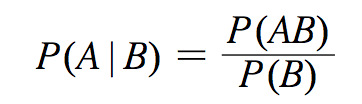 P(A | B) = P(AB) / P(B)